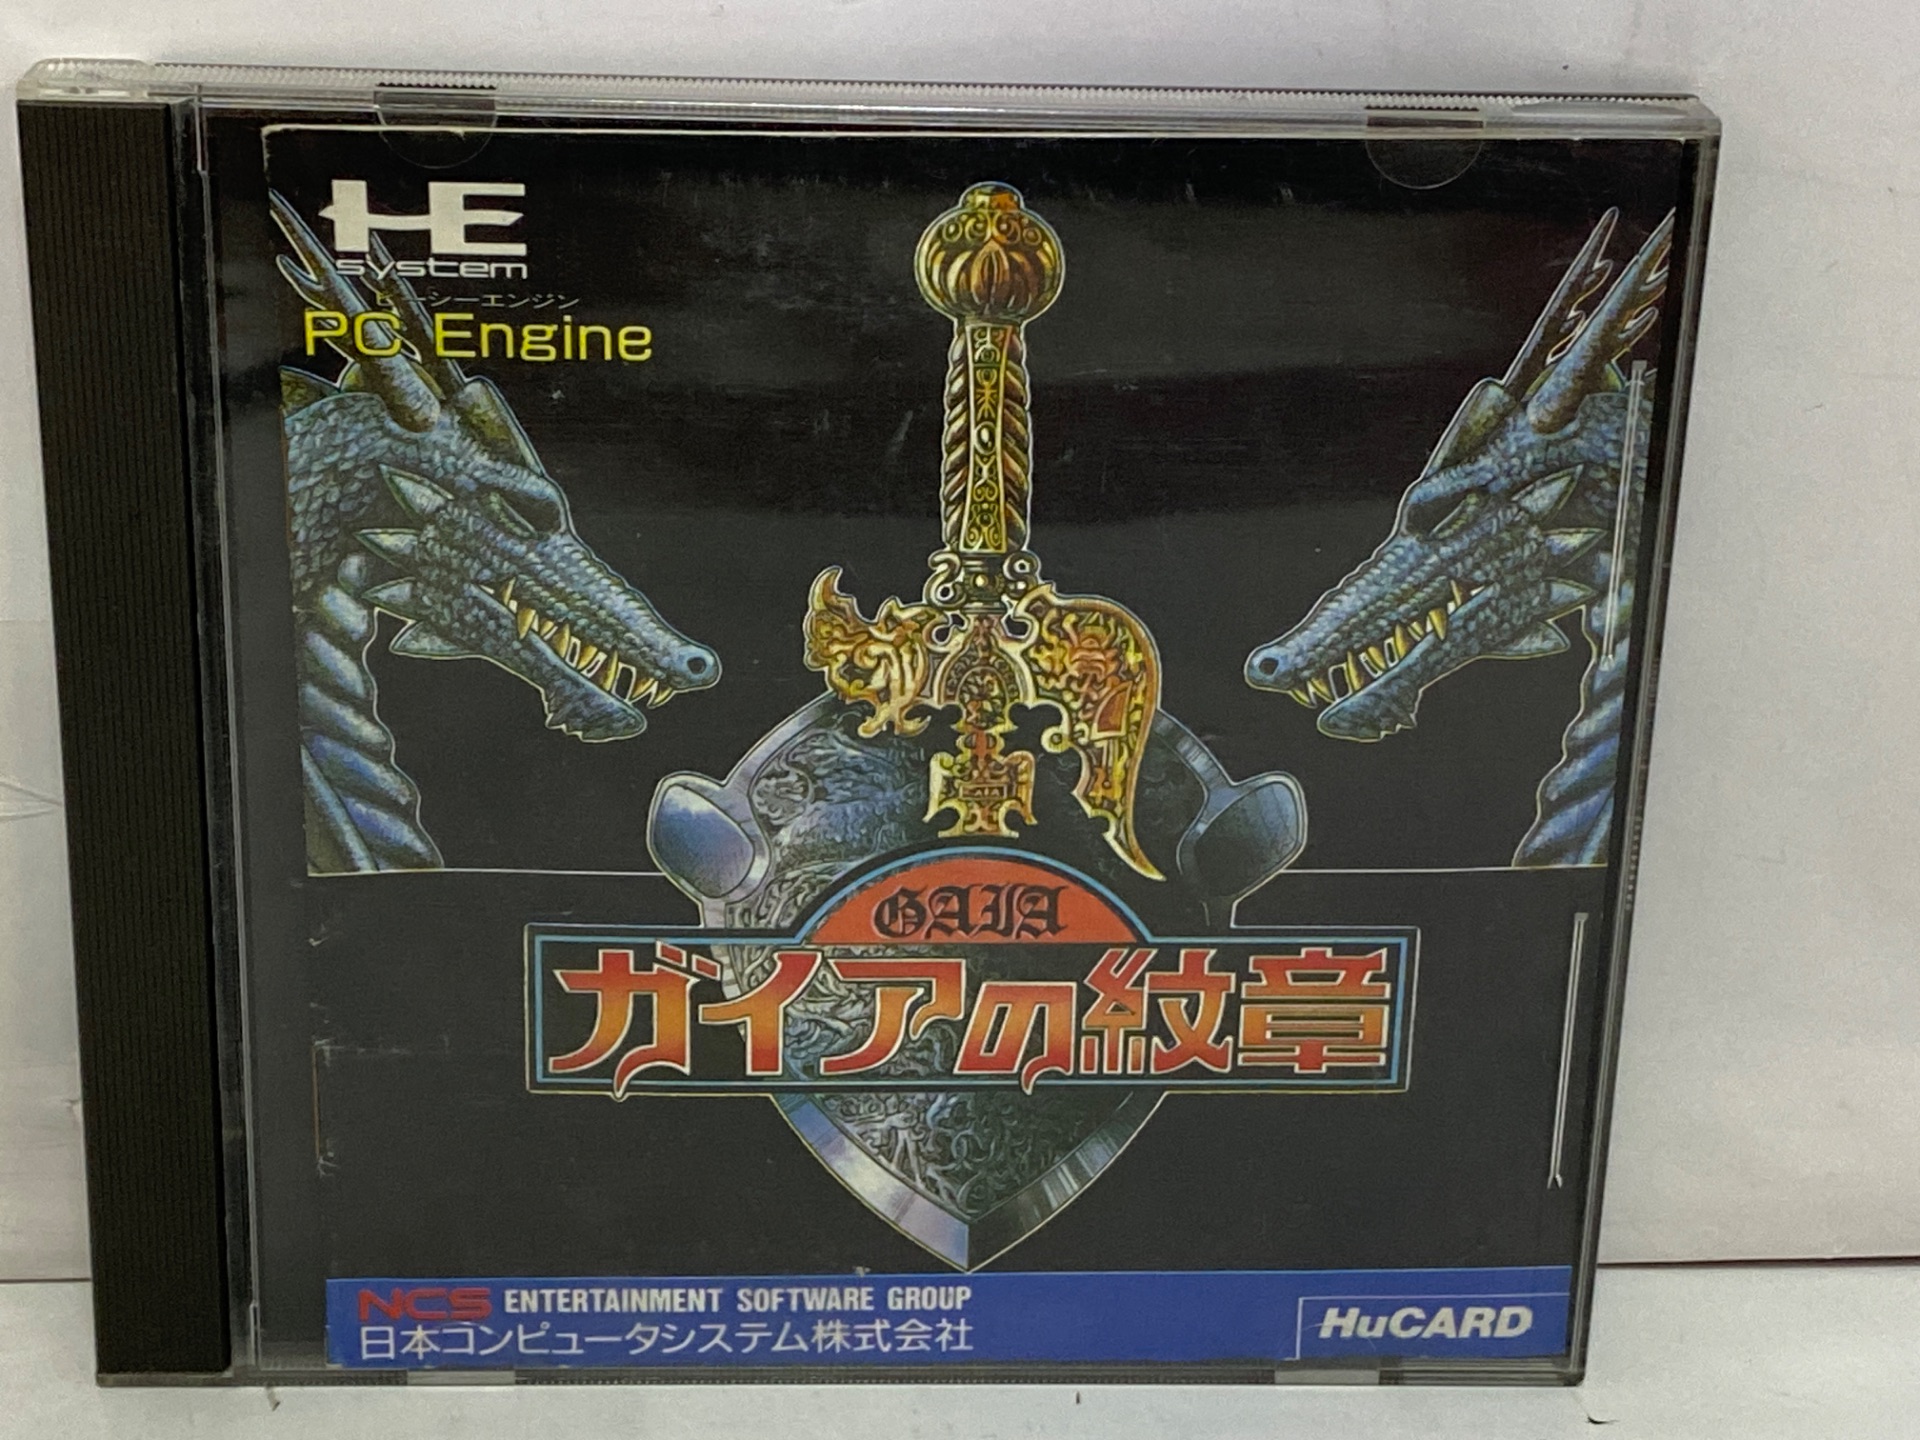 HE
system
ピーシーエンジン
PC Engine
GAIA
ガイアの紋章
NCS ENTERTAINMENT SOFTWARE GROUP
日本コンピュータシステム株式会社
HuCARD